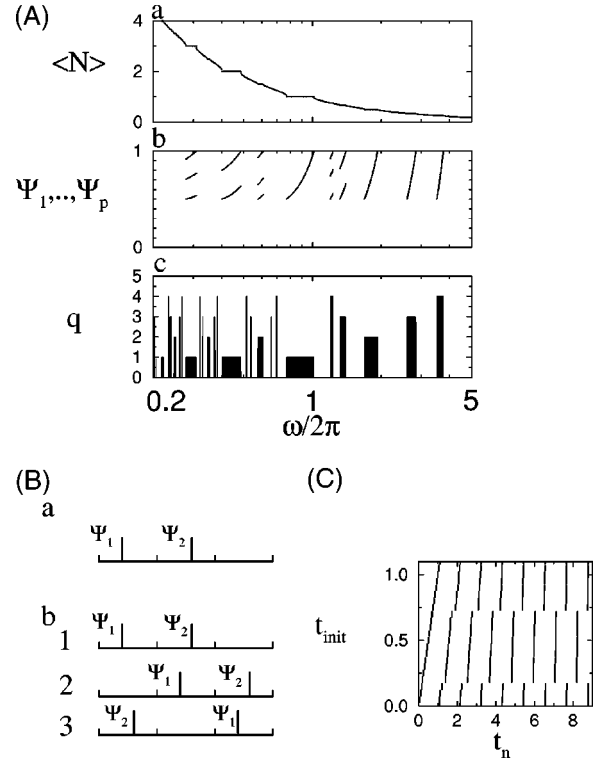 (A)
a
<N>
4
2
0
b
Ψ₁,..,Ψₚ
1
0
c
q
5
4
3
2
1
0
0.2 1 5
ω/2π
(B)
a
Ψ₁ Ψ₂
b
1 Ψ₁ Ψ₂
2 Ψ₁ Ψ₂
3 Ψ₂ Ψ₁
(C)
t_init
1.0
0.5
0.0
0 2 4 6 8
t_n